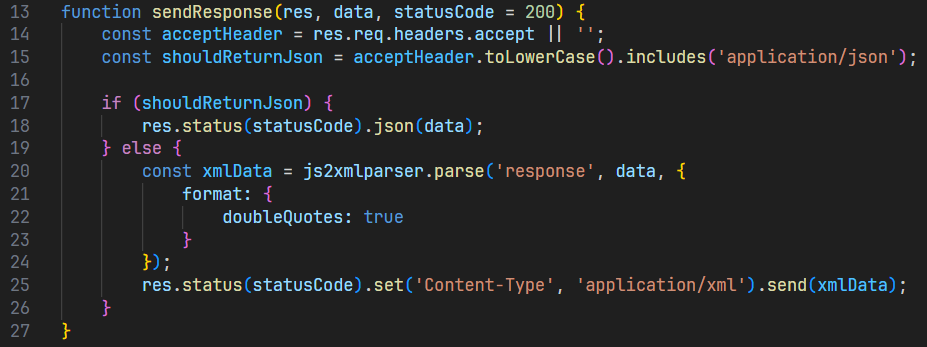 13 function sendResponse(res, data, statusCode = 200) {
14     const acceptHeader = res.req.headers.accept || '';
15     const shouldReturnJson = acceptHeader.toLowerCase().includes('application/json');
16
17     if (shouldReturnJson) {
18         res.status(statusCode).json(data);
19     } else {
20         const xmlData = js2xmlparser.parse('response', data, {
21             format: {
22                 doubleQuotes: true
23             }
24         });
25         res.status(statusCode).set('Content-Type', 'application/xml').send(xmlData);
26     }
27 }